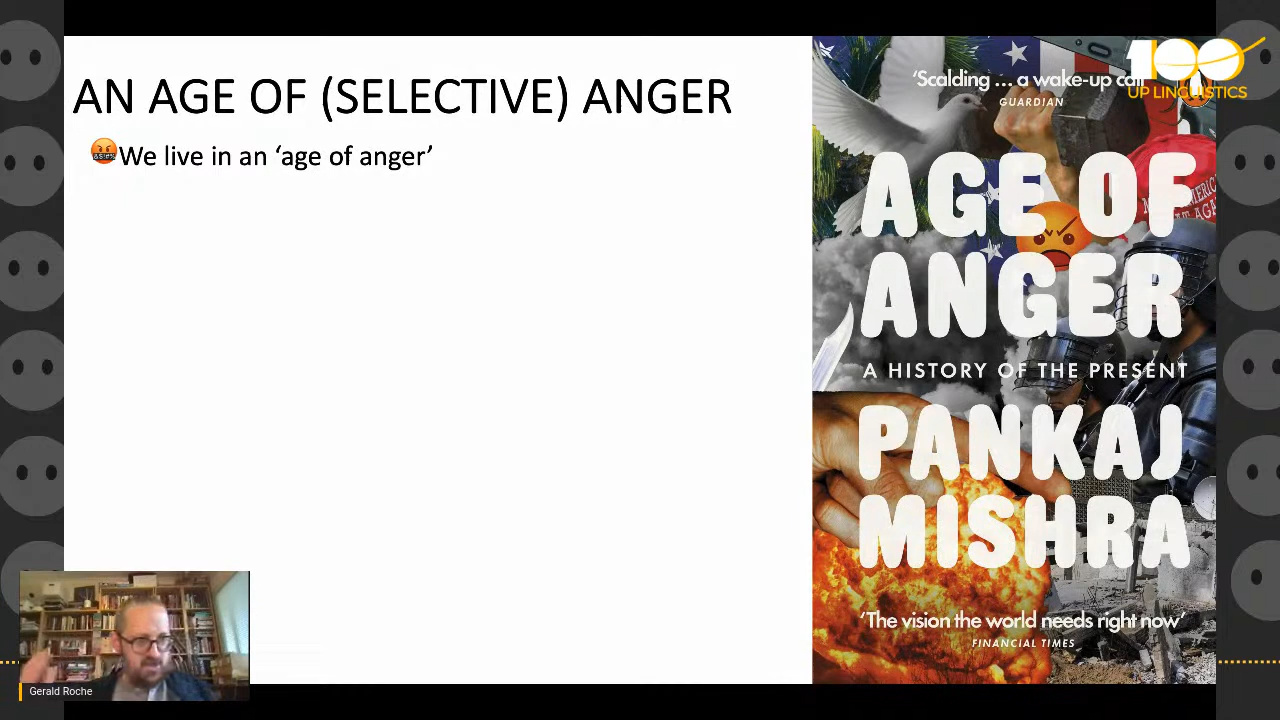 AN AGE OF (SELECTIVE) ANGER
We live in an ‘age of anger’
‘Scalding ... a wake-up call’
GUARDIAN
100
UP LINGUISTICS
AGE OF
ANGER
A HISTORY OF THE PRESENT
PANKAJ
MISHRA
‘The vision the world needs right now’
FINANCIAL TIMES
Gerald Roche